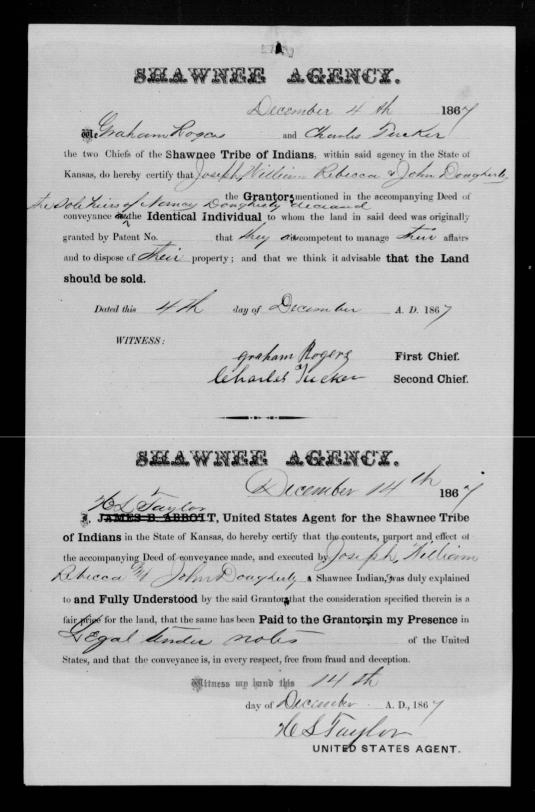 SHAWNEE AGENCY.
December 4th 1867
We Graham Rogers and Charles Tucker
the two Chiefs of the Shawnee Tribe of Indians, within said agency in the State of
Kansas, do hereby certify that Joseph, William Rebecca & John Dougherty
the Sole heirs of Nancy Dougherty deceased the Grantors mentioned in the accompanying Deed of
conveyance the Identical Individual to whom the land in said deed was originally
granted by Patent No. that they are competent to manage their affairs
and to dispose of their property; and that we think it advisable that the Land
should be sold.
Dated this 4th day of December A. D. 1867
WITNESS:
Graham Rogers First Chief.
Charles Tucker Second Chief.
SHAWNEE AGENCY.
December 14th 1867
H L Taylor
I, JAMES B ABBOTT, United States Agent for the Shawnee Tribe
of Indians in the State of Kansas, do hereby certify that the contents, purport and effect of
the accompanying Deed of conveyance made, and executed by Joseph, William
Rebecca & John Dougherty a Shawnee Indian, was duly explained
to and Fully Understood by the said Grantor that the consideration specified therein is a
fair price for the land, that the same has been Paid to the Grantors in my Presence in
Legal tender notes of the United
States, and that the conveyance is, in every respect, free from fraud and deception.
Witness my hand this 14th
day of December A. D., 1867
H L Taylor
UNITED STATES AGENT.